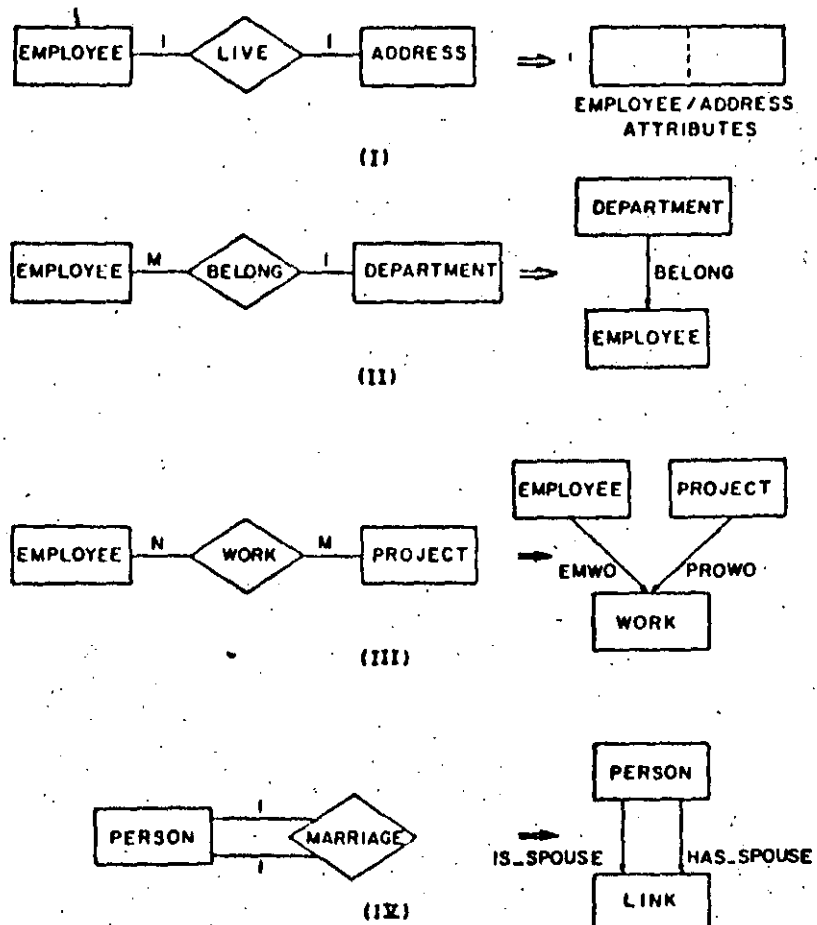 EMPLOYEE 1 LIVE 1 ADDRESS ⇒
EMPLOYEE/ADDRESS
ATTRIBUTES
(I)
DEPARTMENT
EMPLOYEE M BELONG 1 DEPARTMENT ⇒ BELONG
EMPLOYEE
(II)
EMPLOYEE PROJECT
EMPLOYEE N WORK M PROJECT ⇒ EMWO PROWO
WORK
(III)
PERSON
1
PERSON MARRIAGE ⇒ IS_SPOUSE HAS_SPOUSE
1
LINK
(IV)